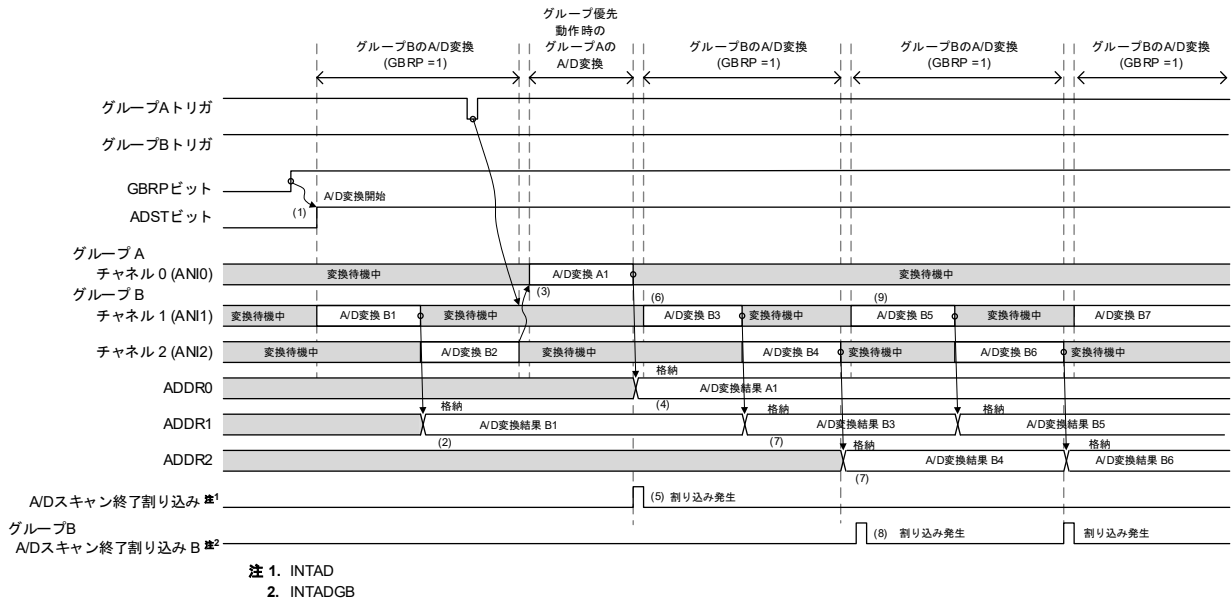 グループ優先
動作時の
グループAの
A/D変換
グループBのA/D変換
(GBRP =1)
グループBのA/D変換
(GBRP =1)
グループBのA/D変換
(GBRP =1)
グループBのA/D変換
(GBRP =1)
グループAトリガ
グループBトリガ
GBRPビット
A/D変換開始
(1)
ADSTビット
グループ A
チャネル 0 (ANI0)
変換待機中
A/D変換 A1
変換待機中
(3)
グループ B
(6)
(9)
チャネル 1 (ANI1)
変換待機中
A/D変換 B1
変換待機中
A/D変換 B3
変換待機中
A/D変換 B5
変換待機中
A/D変換 B7
チャネル 2 (ANI2)
変換待機中
A/D変換 B2
変換待機中
A/D変換 B4
変換待機中
A/D変換 B6
変換待機中
格納
ADDR0
A/D変換結果 A1
(4)
格納
格納
格納
ADDR1
A/D変換結果 B1
A/D変換結果 B3
A/D変換結果 B5
(2)
(7)
格納
格納
ADDR2
A/D変換結果 B4
A/D変換結果 B6
(7)
A/Dスキャン終了割り込み 注1
(5) 割り込み発生
グループB
A/Dスキャン終了割り込み B 注2
(8) 割り込み発生
割り込み発生
注 1. INTAD
2. INTADGB